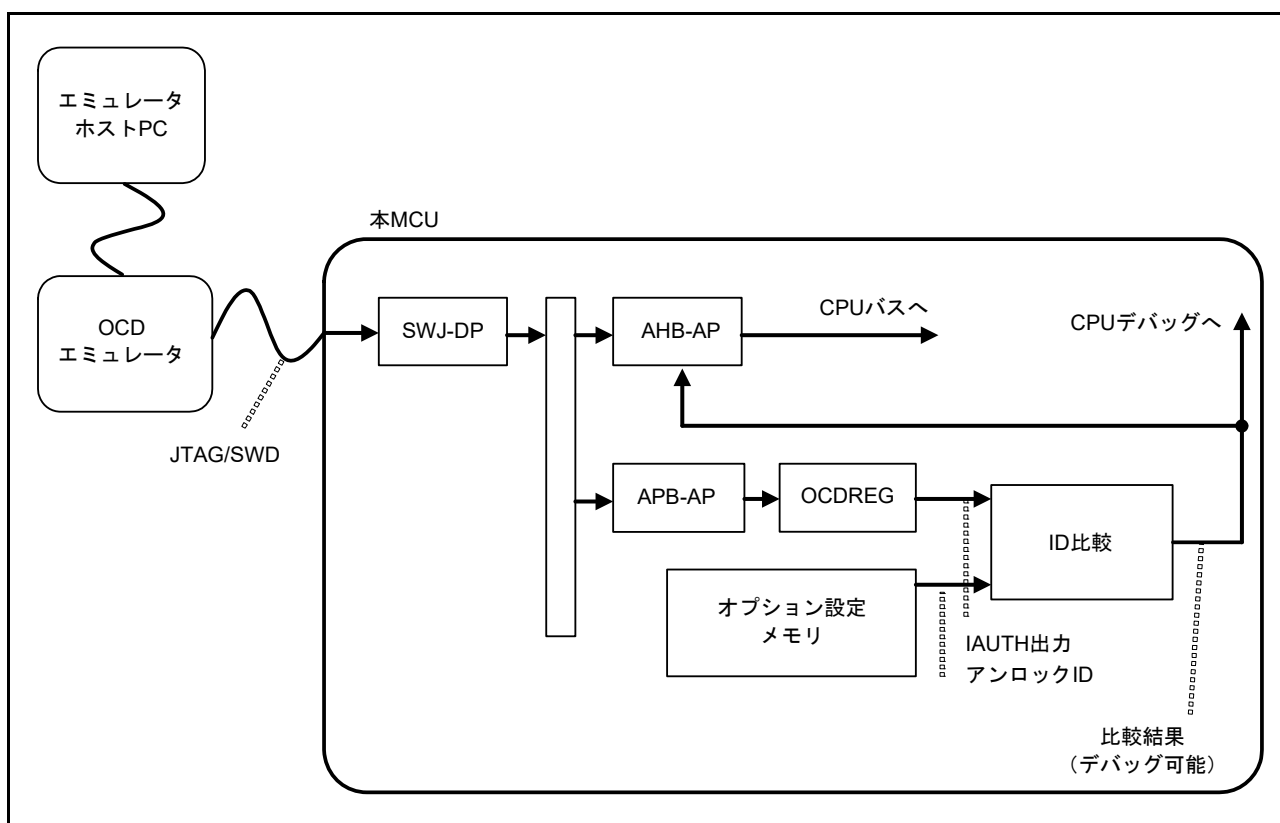 エミュレータ
ホストPC
本MCU
OCD
エミュレータ
SWJ-DP
AHB-AP
CPUバスへ
CPUデバッグへ
JTAG/SWD
APB-AP
OCDREG
ID比較
オプション設定
メモリ
IAUTH出力
アンロックID
比較結果
（デバッグ可能）